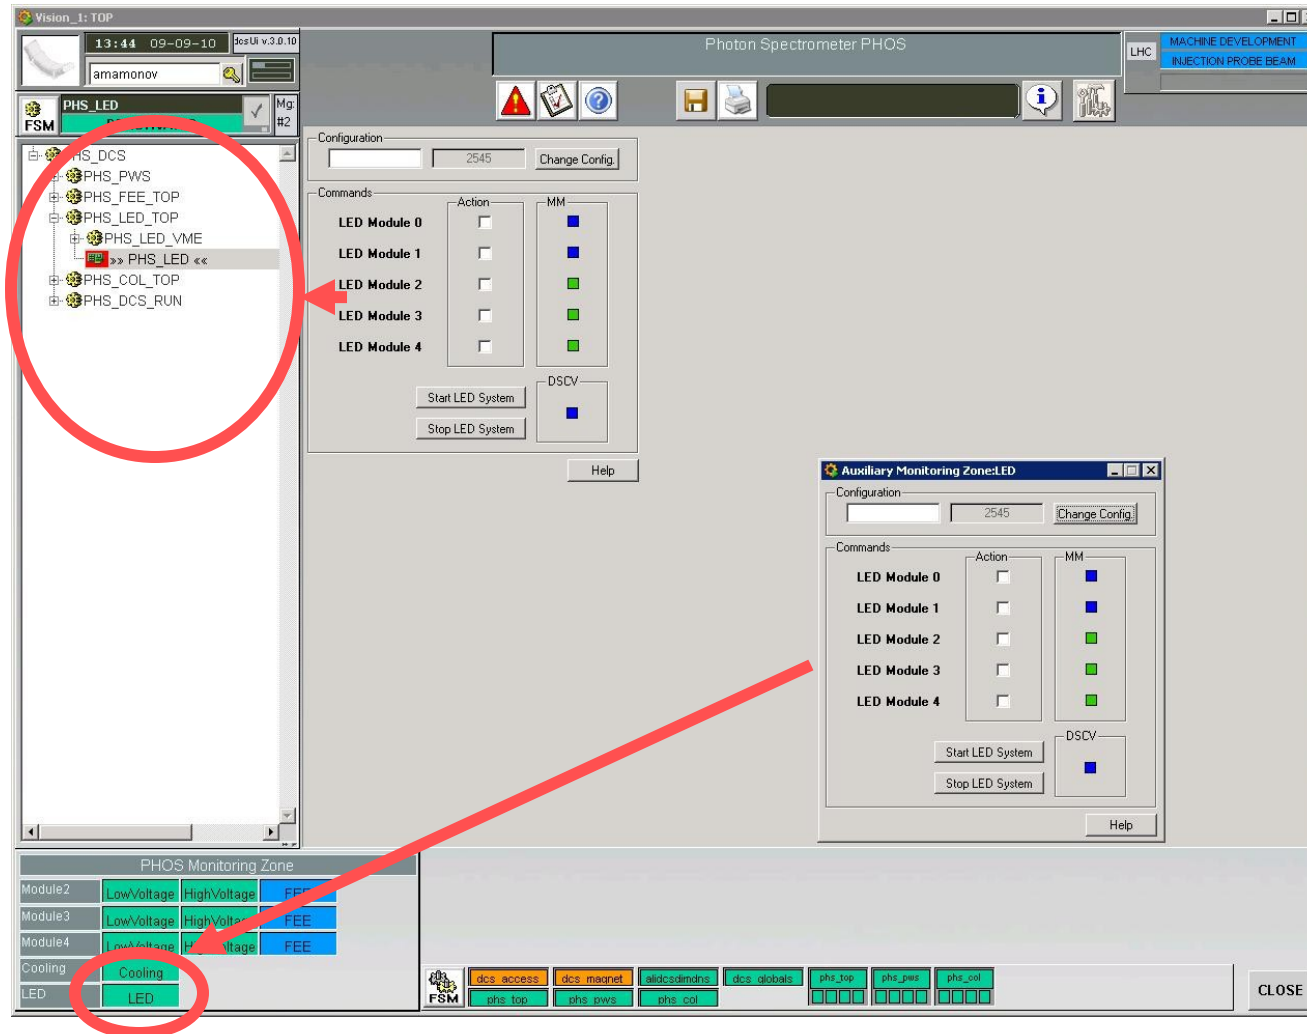 Vision_1: TOP
13:44 09-09-10
dcsUi v.3.0.10
amamonov
Photon Spectrometer PHOS
LHC
MACHINE DEVELOPMENT
INJECTION PROBE BEAM
FSM
PHS_LED
Mg:
#2
PHS_DCS
PHS_PWS
PHS_FEE_TOP
PHS_LED_TOP
PHS_LED_VME
»» PHS_LED ««
PHS_COL_TOP
PHS_DCS_RUN
Configuration
2545
Change Config.
Commands
Action
MM
LED Module 0
LED Module 1
LED Module 2
LED Module 3
LED Module 4
DSCV
Start LED System
Stop LED System
Help
Auxiliary Monitoring Zone:LED
Configuration
2545
Change Config.
Commands
Action
MM
LED Module 0
LED Module 1
LED Module 2
LED Module 3
LED Module 4
DSCV
Start LED System
Stop LED System
Help
PHOS Monitoring Zone
Module2 LowVoltage HighVoltage FEE
Module3 LowVoltage HighVoltage FEE
Module4 LowVoltage HighVoltage FEE
Cooling Cooling
LED LED
FSM
dcs_access dcs_magnet alidcsdimdns dcs_globals phs_top phs_pws phs_col
phs_top phs_pws phs_col
CLOSE